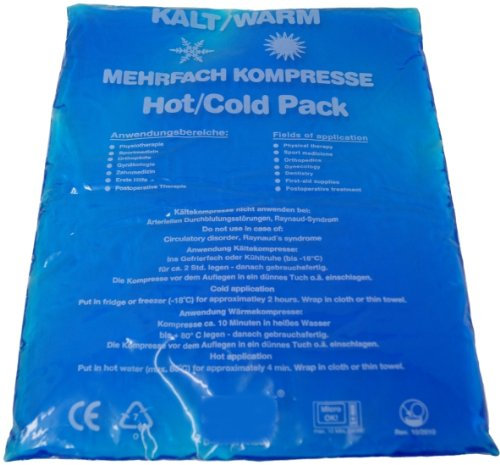 KALT/WARM
MEHRFACH KOMPRESSE
Hot/Cold Pack
Anwendungsbereiche:
Physiotherapie
Sportmedizin
Orthopädie
Gynäkologie
Zahnmedizin
Erste Hilfe
Postoperative Therapie
Fields of application
Physical therapy
Sport medicine
Orthopedics
Gynecology
Dentistry
First-aid supplies
Postoperative treatment
Kältekompresse nicht anwenden bei:
Arteriellen Durchblutungsstörungen, Raynaud-Syndrom
Do not use in case of:
Circulatory disorder, Raynaud's syndrome
Anwendung Kältekompresse:
ins Gefrierfach oder Kühltruhe (bis -18°C)
für ca. 2 Std. legen - danach gebrauchsfertig.
Die Kompresse vor dem Auflegen in ein dünnes Tuch o.ä. einschlagen.
Cold application
Put in fridge or freezer (-18°C) for approximatley 2 hours. Wrap in cloth or thin towel.
Anwendung Wärmekompresse:
Kompresse ca. 10 Minuten in heißes Wasser
bis + 80° C legen - danach gebrauchsfertig.
Die Kompresse vor dem Auflegen in ein dünnes Tuch o.ä. einschlagen.
Hot application
Put in hot water (max. 80°C) for approximatley 4 min. Wrap in cloth or thin towel.
CE
Micro
OK!
Rev. 10/2010